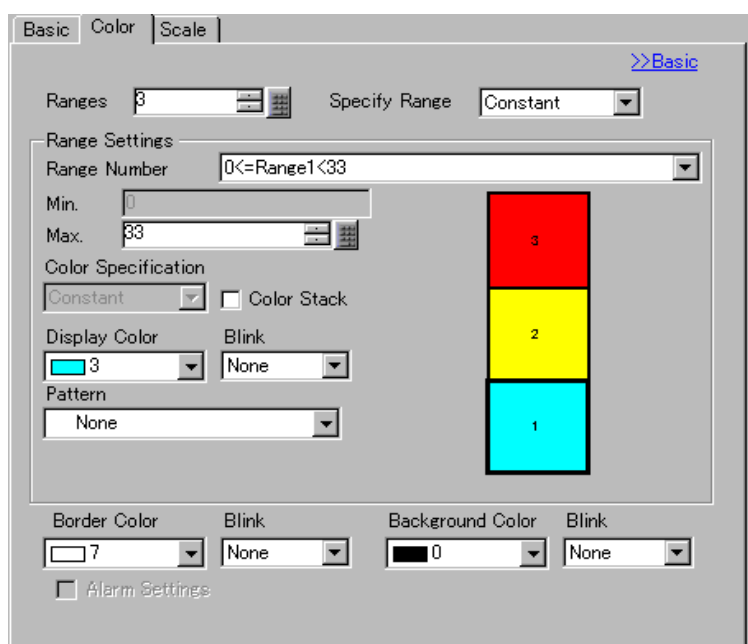 Basic Color Scale
>>Basic
Ranges 3 Specify Range Constant
Range Settings
Range Number 0<=Range1<33
Min. 0
Max. 33
3
Color Specification
Constant Color Stack
Display Color Blink
2
3 None
Pattern
None
1
Border Color Blink Background Color Blink
7 None 0 None
Alarm Settings